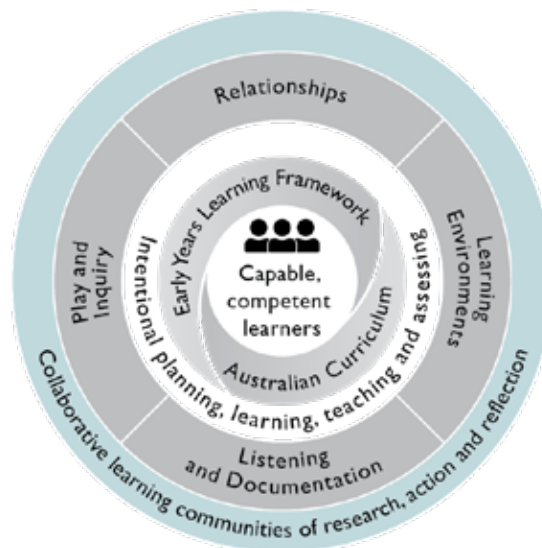 Relationships
Play and
Inquiry
Learning
Environments
Early Years Learning Framework
Capable,
competent
learners
Australian Curriculum
Intentional planning, learning, teaching and assessing
Listening
and Documentation
Collaborative learning communities of research, action and reflection